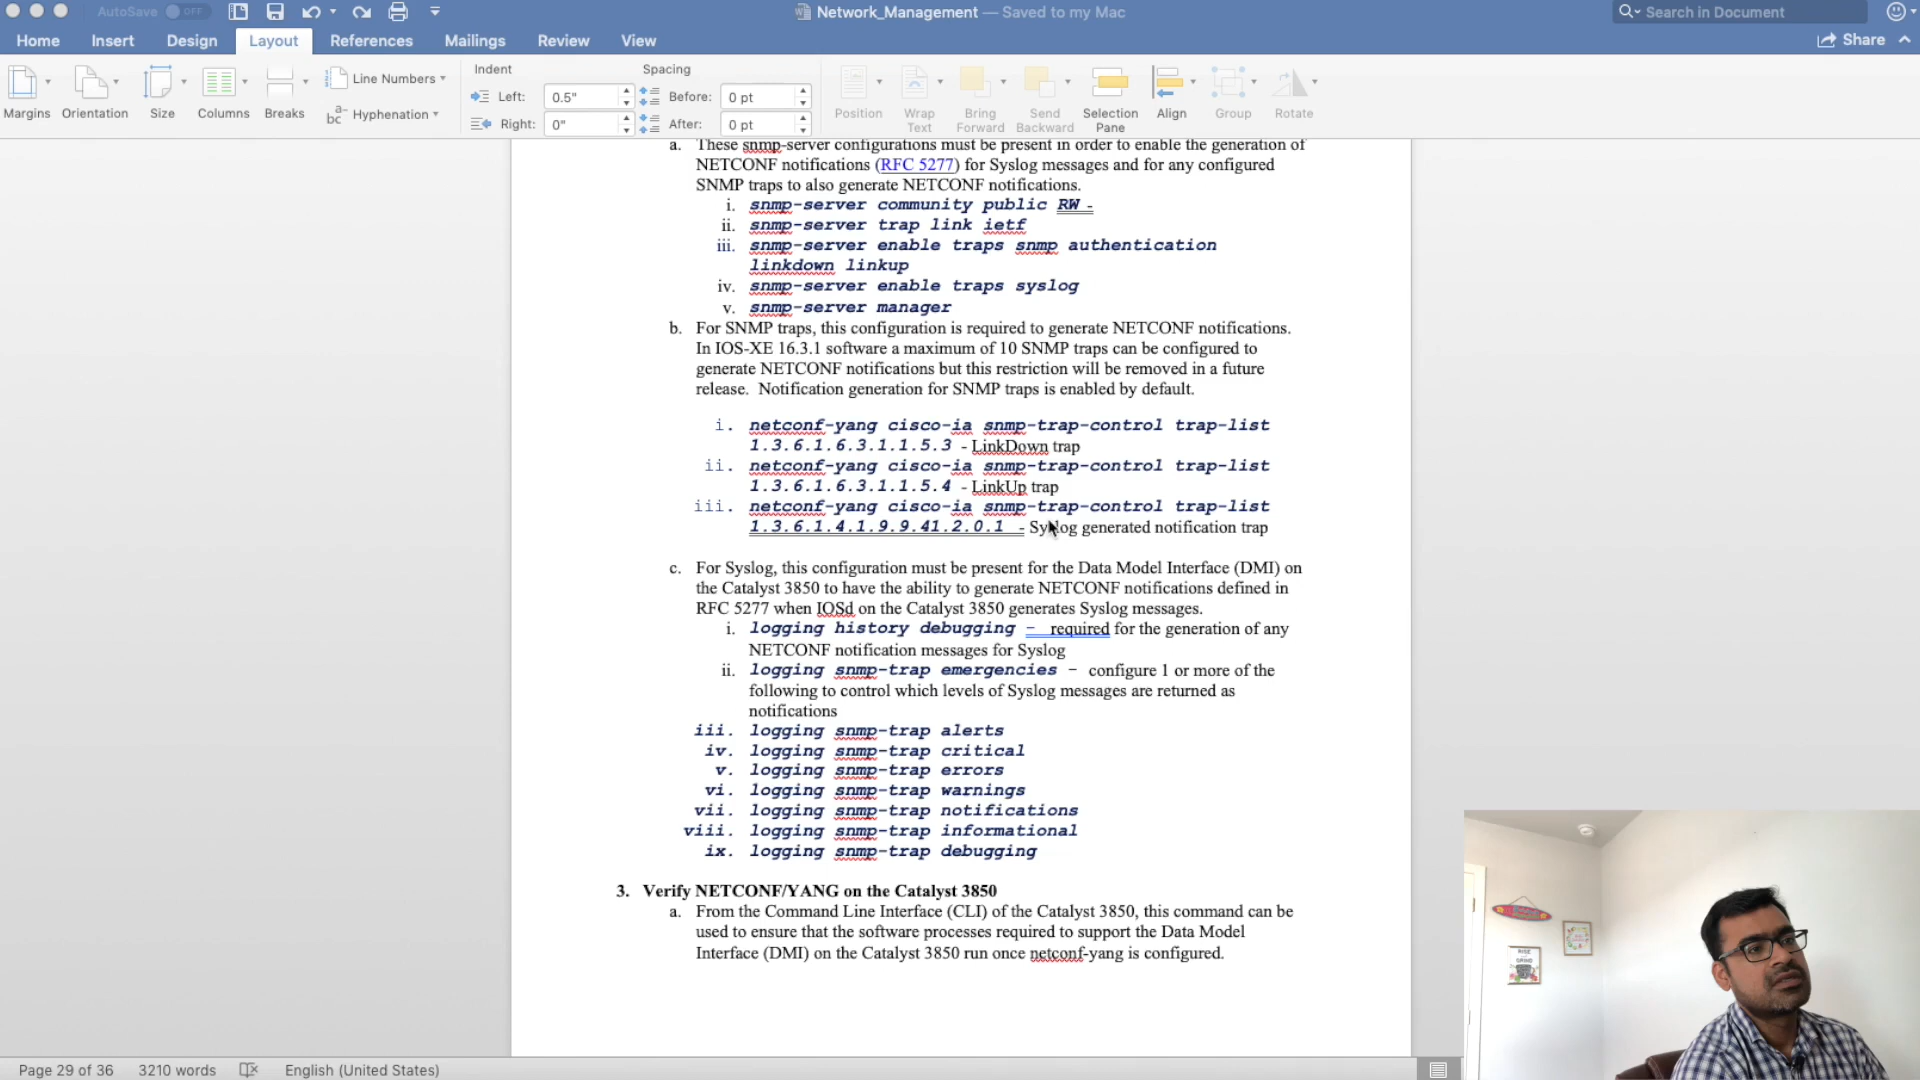 AutoSave OFF
Network_Management — Saved to my Mac
Search in Document
Home Insert Design Layout References Mailings Review View
Share
Margins
Orientation
Size
Columns
Breaks
Line Numbers
Hyphenation
Indent
Left: 0.5"
Right: 0"
Spacing
Before: 0 pt
After: 0 pt
Position
Wrap Text
Bring Forward
Send Backward
Selection Pane
Align
Group
Rotate
a. These snmp-server configurations must be present in order to enable the generation of
NETCONF notifications (RFC 5277) for Syslog messages and for any configured
SNMP traps to also generate NETCONF notifications.
i. snmp-server community public RW -
ii. snmp-server trap link ietf
iii. snmp-server enable traps snmp authentication
linkdown linkup
iv. snmp-server enable traps syslog
v. snmp-server manager
b. For SNMP traps, this configuration is required to generate NETCONF notifications.
In IOS-XE 16.3.1 software a maximum of 10 SNMP traps can be configured to
generate NETCONF notifications but this restriction will be removed in a future
release. Notification generation for SNMP traps is enabled by default.
i. netconf-yang cisco-ia snmp-trap-control trap-list
1.3.6.1.6.3.1.1.5.3 - LinkDown trap
ii. netconf-yang cisco-ia snmp-trap-control trap-list
1.3.6.1.6.3.1.1.5.4 - LinkUp trap
iii. netconf-yang cisco-ia snmp-trap-control trap-list
1.3.6.1.4.1.9.9.41.2.0.1 - Syslog generated notification trap
c. For Syslog, this configuration must be present for the Data Model Interface (DMI) on
the Catalyst 3850 to have the ability to generate NETCONF notifications defined in
RFC 5277 when IOSd on the Catalyst 3850 generates Syslog messages.
i. logging history debugging – required for the generation of any
NETCONF notification messages for Syslog
ii. logging snmp-trap emergencies – configure 1 or more of the
following to control which levels of Syslog messages are returned as
notifications
iii. logging snmp-trap alerts
iv. logging snmp-trap critical
v. logging snmp-trap errors
vi. logging snmp-trap warnings
vii. logging snmp-trap notifications
viii. logging snmp-trap informational
ix. logging snmp-trap debugging
3. Verify NETCONF/YANG on the Catalyst 3850
a. From the Command Line Interface (CLI) of the Catalyst 3850, this command can be
used to ensure that the software processes required to support the Data Model
Interface (DMI) on the Catalyst 3850 run once netconf-yang is configured.
RISE
GRIND
Page 29 of 36 3210 words English (United States)